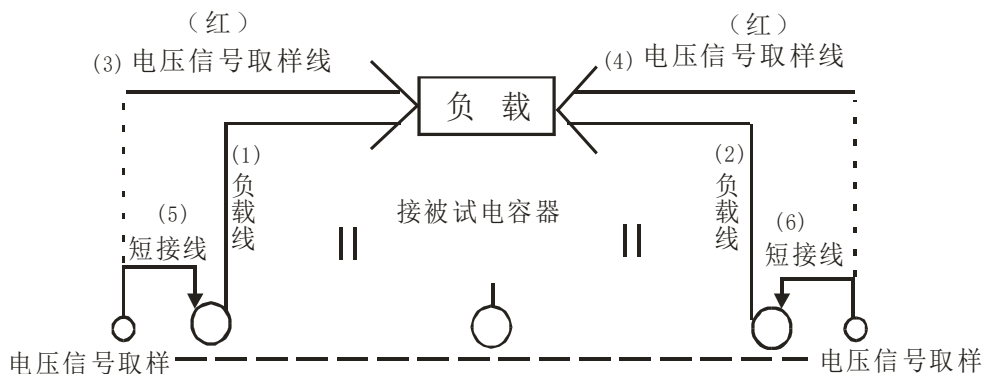 （红）
(3) 电压信号取样线
（红）
(4) 电压信号取样线
负 载
(1)
负载线
(2)
负载线
接被试电容器
(5)
短接线
(6)
短接线
电压信号取样
电压信号取样